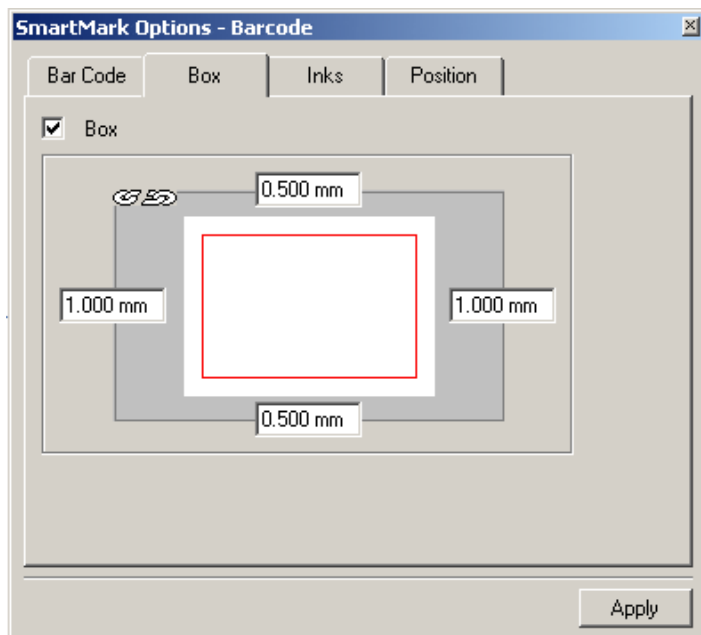 SmartMark Options - Barcode
Bar Code Box Inks Position
Box
0.500 mm
1.000 mm 1.000 mm
0.500 mm
Apply